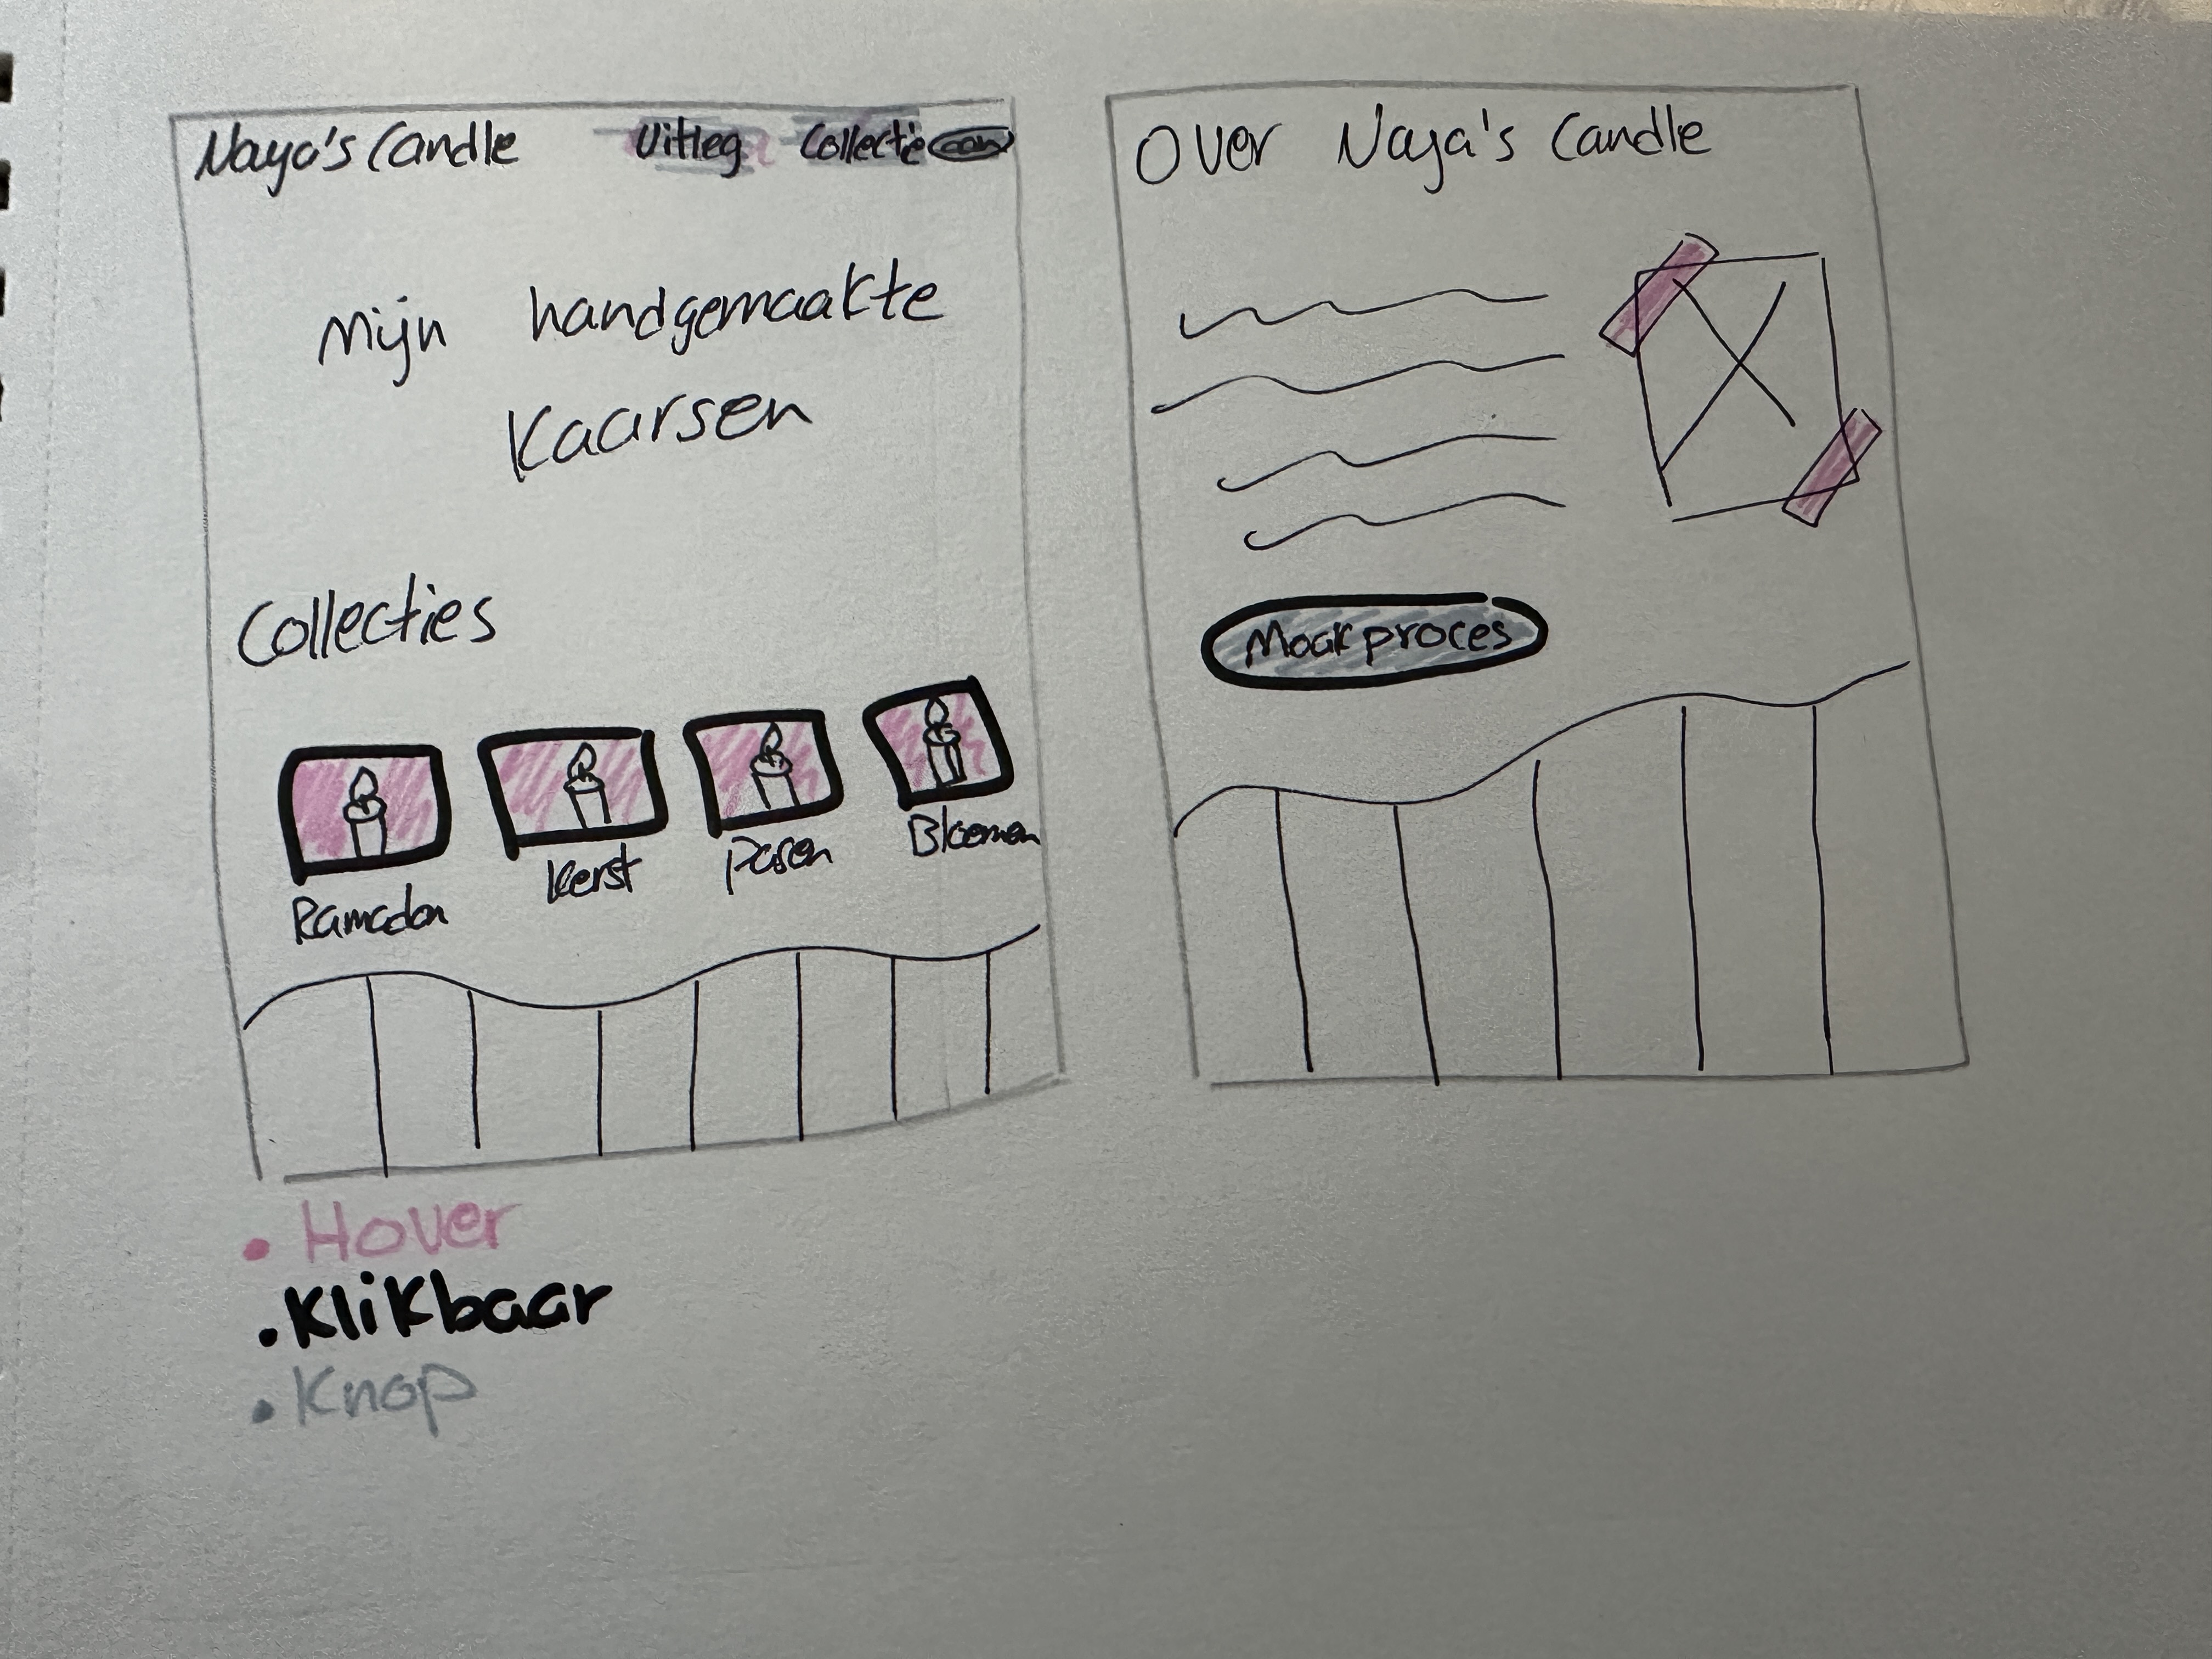 Naya's Candle Uitleg Collectie
Mijn handgemaakte
Kaarsen
Collecties
Ramadan Kerst Pasen Bloemen
Over Naya's Candle
Maakproces
Hover
Klikbaar
Knop